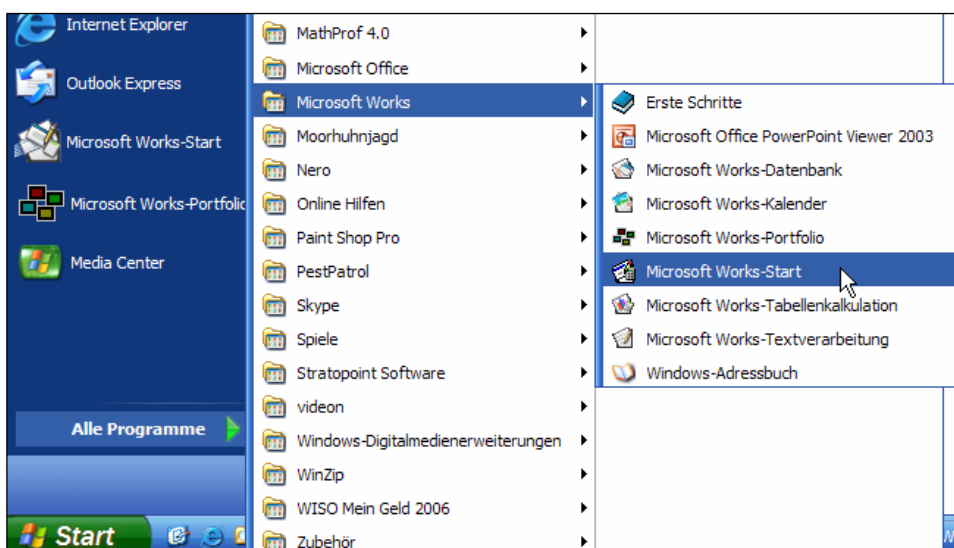 Internet Explorer
Outlook Express
Microsoft Works-Start
Microsoft Works-Portfolio
Media Center
Alle Programme
Start
MathProf 4.0
Microsoft Office
Microsoft Works
Moorhuhnjagd
Nero
Online Hilfen
Paint Shop Pro
PestPatrol
Skype
Spiele
Stratopoint Software
videon
Windows-Digitalmedienerweiterungen
WinZip
WISO Mein Geld 2006
Zubehör
Erste Schritte
Microsoft Office PowerPoint Viewer 2003
Microsoft Works-Datenbank
Microsoft Works-Kalender
Microsoft Works-Portfolio
Microsoft Works-Start
Microsoft Works-Tabellenkalkulation
Microsoft Works-Textverarbeitung
Windows-Adressbuch